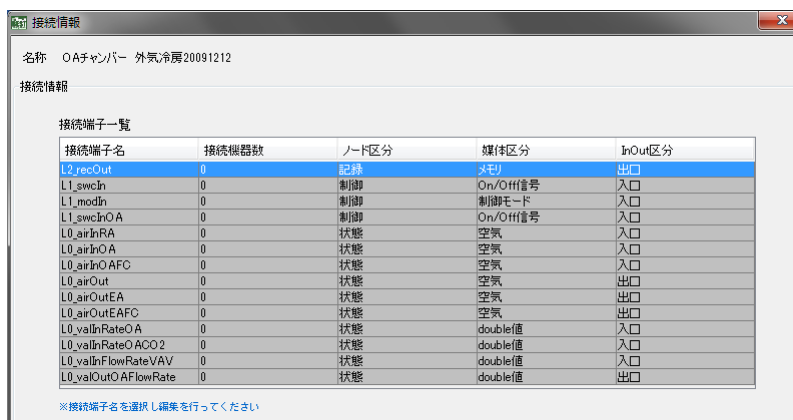 接続情報
名称 OAチャンバー 外気冷房20091212
接続情報
接続端子一覧
接続端子名 接続機器数 ノード区分 媒体区分 InOut区分
L2_recOut 0 記録 メモリ 出口
L1_swcIn 0 制御 On/Off信号 入口
L1_modIn 0 制御 制御モード 入口
L1_swcInOA 0 制御 On/Off信号 入口
L0_airInRA 0 状態 空気 入口
L0_airInOA 0 状態 空気 入口
L0_airInOAFC 0 状態 空気 入口
L0_airOut 0 状態 空気 出口
L0_airOutEA 0 状態 空気 出口
L0_airOutEAFC 0 状態 空気 出口
L0_valInRateOA 0 状態 double値 入口
L0_valInRateOACO2 0 状態 double値 入口
L0_valInFlowRateVAV 0 状態 double値 入口
L0_valOutOAFlowRate 0 状態 double値 出口
※接続端子名を選択し編集を行ってください